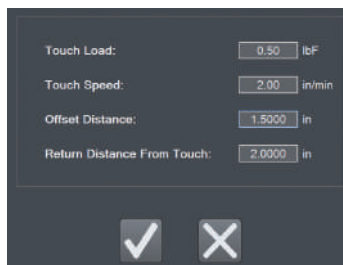 Touch Load: 0.50 lbF
Touch Speed: 2.00 in/min
Offset Distance: 1.5000 in
Return Distance From Touch: 2.0000 in